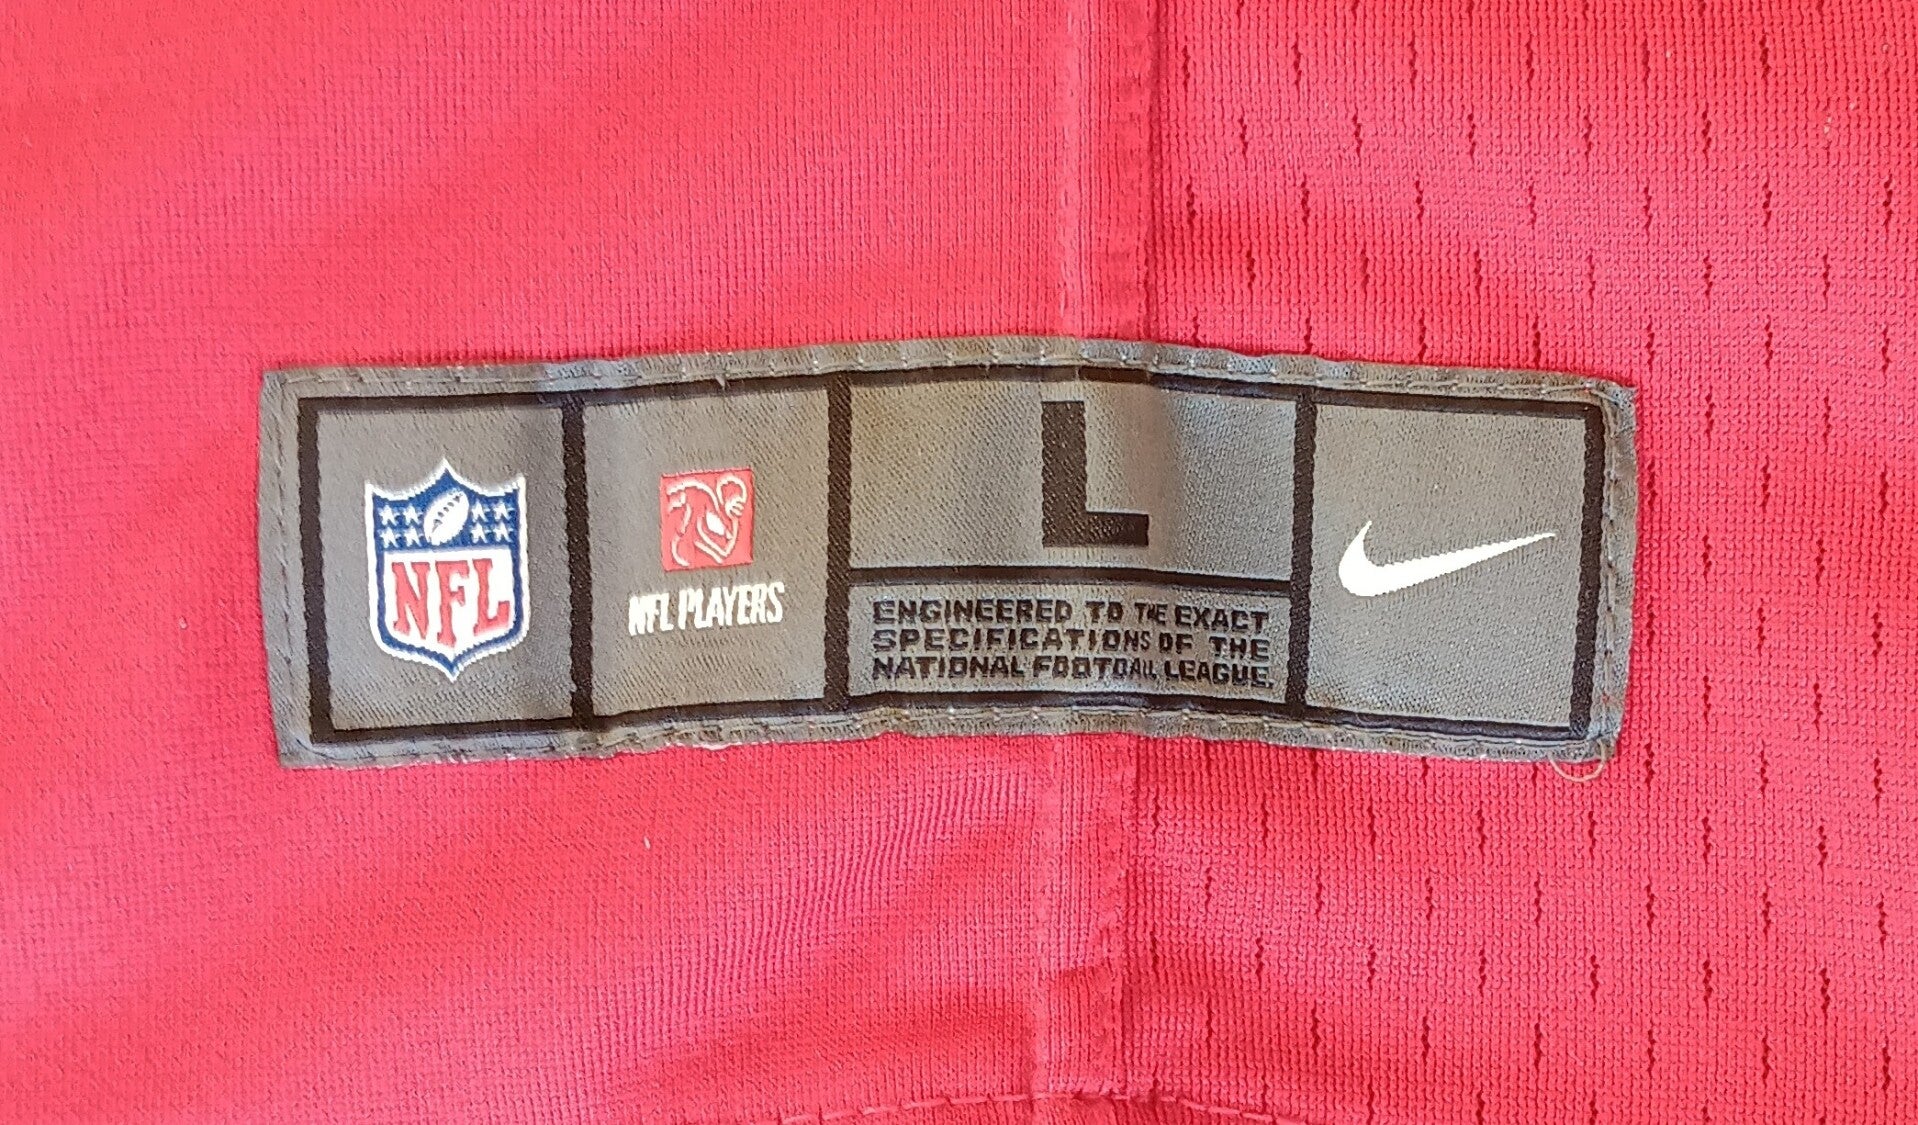 NFL
NFL PLAYERS
L
ENGINEERED TO THE EXACT
SPECIFICATIONS OF THE
NATIONAL FOOTBALL LEAGUE.